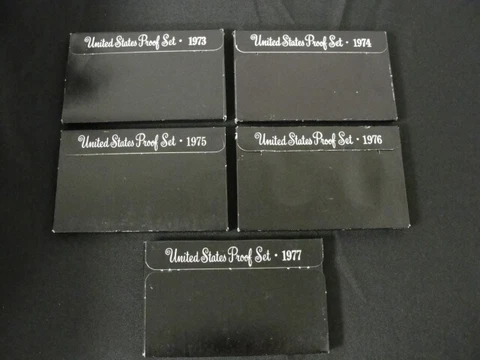 United States Proof Set · 1973
United States Proof Set · 1974
United States Proof Set · 1975
United States Proof Set · 1976
United States Proof Set · 1977